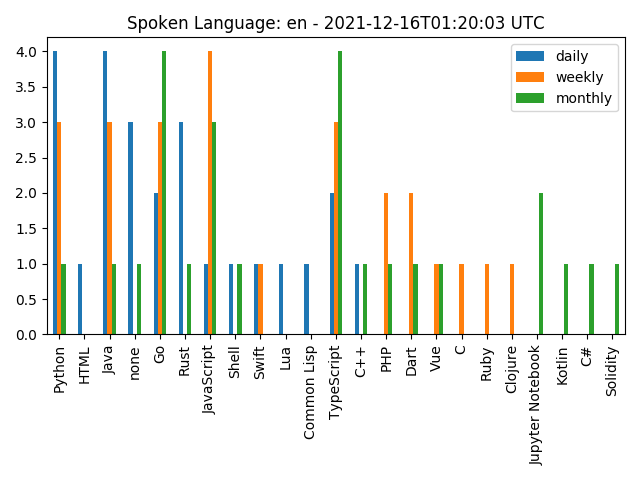 Spoken Language: en - 2021-12-16T01:20:03 UTC
daily
weekly
monthly
4.0
3.5
3.0
2.5
2.0
1.5
1.0
0.5
0.0
Python
HTML
Java
none
Go
Rust
JavaScript
Shell
Swift
Lua
Common Lisp
TypeScript
C++
PHP
Dart
Vue
C
Ruby
Clojure
Jupyter Notebook
Kotlin
C#
Solidity